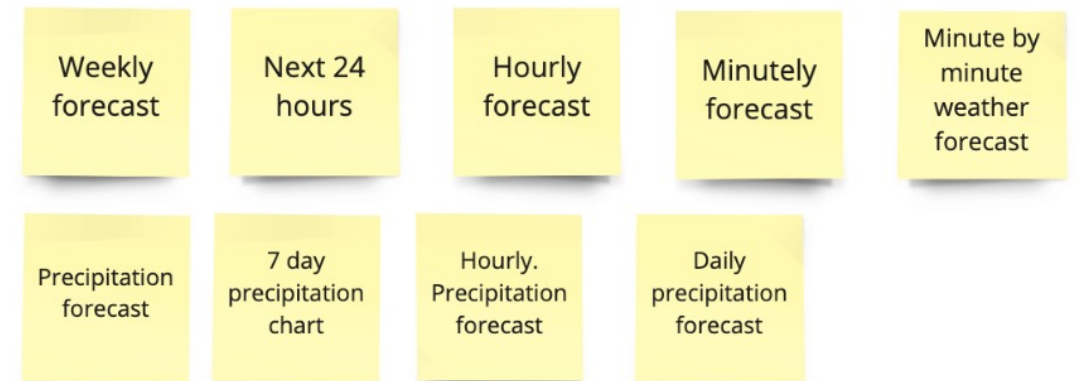 Weekly
forecast
Next 24
hours
Hourly
forecast
Minutely
forecast
Minute by
minute
weather
forecast
Precipitation
forecast
7 day
precipitation
chart
Hourly.
Precipitation
forecast
Daily
precipitation
forecast